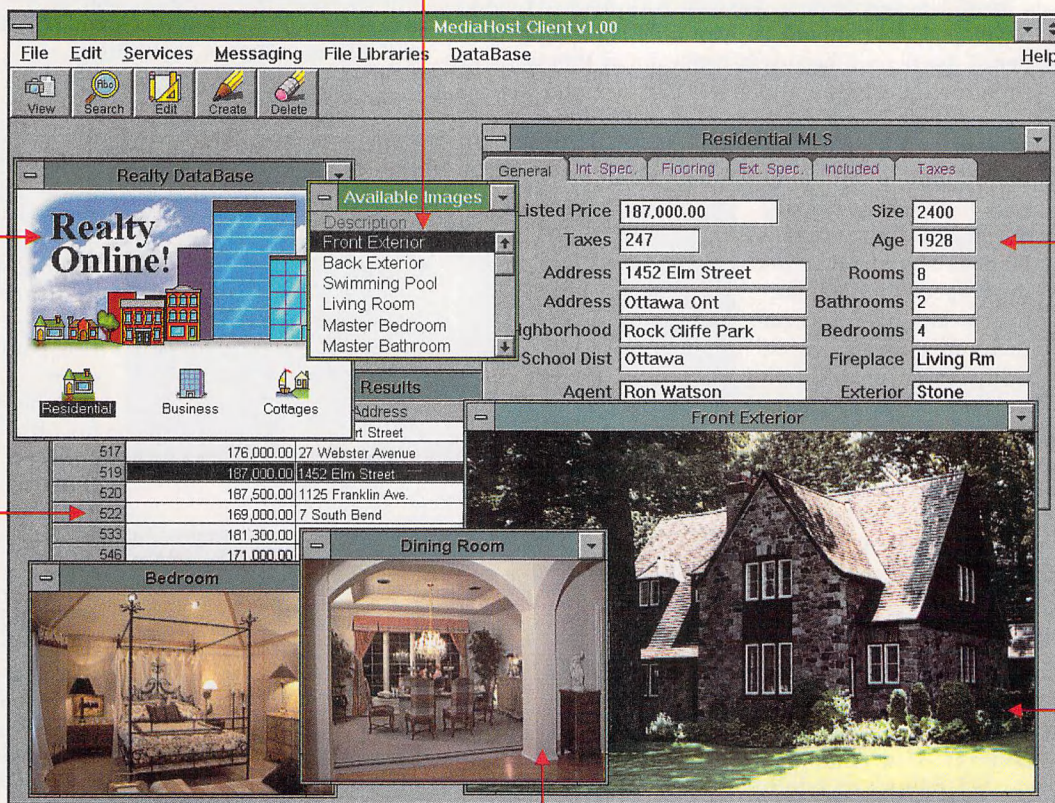 MediaHost Client v1.00
File Edit Services Messaging File Libraries DataBase Help
View Search Edit Create Delete
Residential MLS
General Int. Spec. Flooring Ext. Spec. Included Taxes
Listed Price 187,000.00 Size 2400
Taxes 247 Age 1928
Address 1452 Elm Street Rooms 8
Address Ottawa Ont Bathrooms 2
ighborhood Rock Cliffe Park Bedrooms 4
School Dist Ottawa Fireplace Living Rm
Agent Ron Watson Exterior Stone
Realty DataBase
Realty
Online!
Residential Business Cottages
Available Images
Description
Front Exterior
Back Exterior
Swimming Pool
Living Room
Master Bedroom
Master Bathroom
Results
Address
rt Street
517 176,000.00 27 Webster Avenue
519 187,000.00 1452 Elm Street
520 187,500.00 1125 Franklin Ave.
522 169,000.00 7 South Bend
533 181,300.00
546 171,000.00
Front Exterior
Bedroom
Dining Room